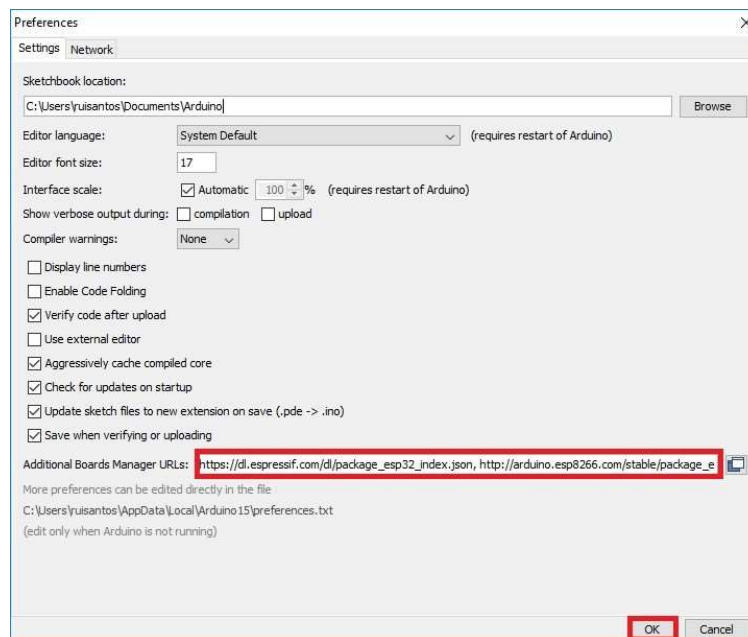 Preferences
Settings Network
Sketchbook location:
C:\Users\ruisantos\Documents\Arduino Browse
Editor language: System Default (requires restart of Arduino)
Editor font size: 17
Interface scale: Automatic 100 % (requires restart of Arduino)
Show verbose output during: compilation upload
Compiler warnings: None
Display line numbers
Enable Code Folding
Verify code after upload
Use external editor
Aggressively cache compiled core
Check for updates on startup
Update sketch files to new extension on save (.pde -> .ino)
Save when verifying or uploading
Additional Boards Manager URLs: https://dl.espressif.com/dl/package_esp32_index.json, http://arduino.esp8266.com/stable/package_e
More preferences can be edited directly in the file
C:\Users\ruisantos\AppData\Local\Arduino15\preferences.txt
(edit only when Arduino is not running)
OK Cancel